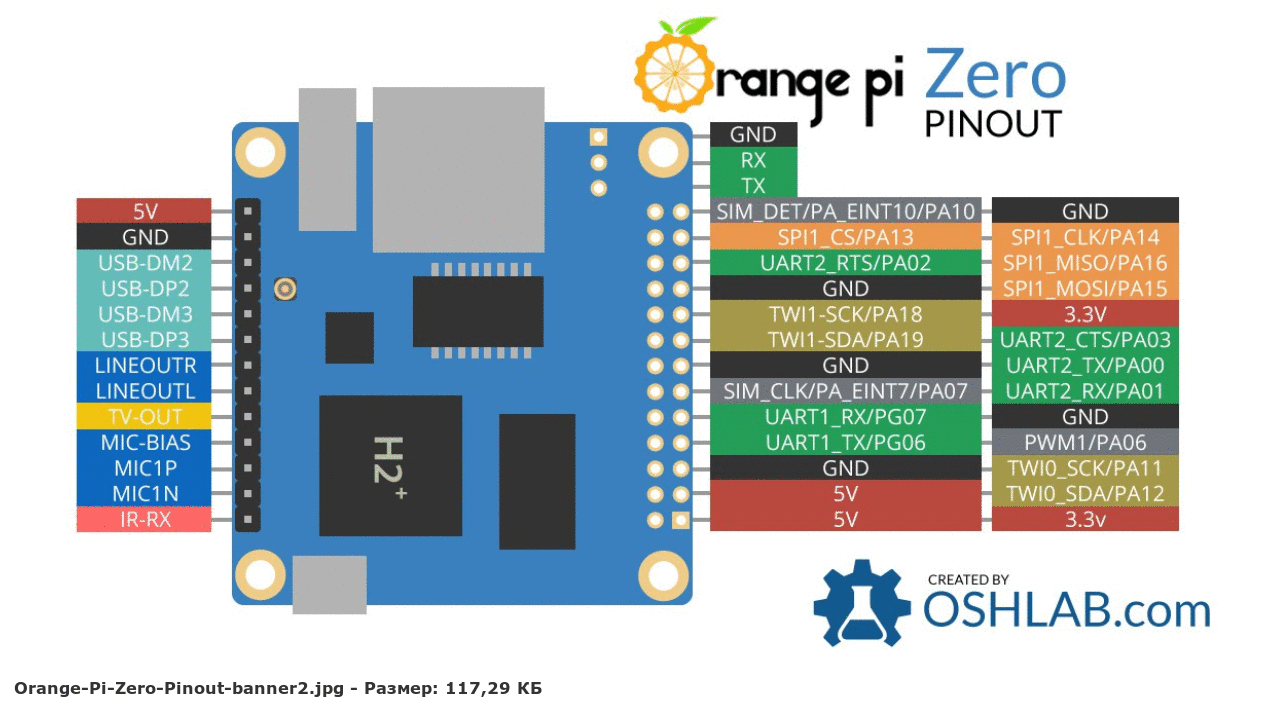 Orange pi Zero
PINOUT
GND
RX
TX
5V
GND
USB-DM2
USB-DP2
USB-DM3
USB-DP3
LINEOUTR
LINEOUTL
TV-OUT
MIC-BIAS
MIC1P
MIC1N
IR-RX
H2+
SIM_DET/PA_EINT10/PA10 GND
SPI1_CS/PA13 SPI1_CLK/PA14
UART2_RTS/PA02 SPI1_MISO/PA16
GND SPI1_MOSI/PA15
TWI1-SCK/PA18 3.3V
TWI1-SDA/PA19 UART2_CTS/PA03
GND UART2_TX/PA00
SIM_CLK/PA_EINT7/PA07 UART2_RX/PA01
UART1_RX/PG07 GND
UART1_TX/PG06 PWM1/PA06
GND TWI0_SCK/PA11
5V TWI0_SDA/PA12
5V 3.3v
CREATED BY
OSHLAB.com
Orange-Pi-Zero-Pinout-banner2.jpg - Размер: 117,29 КБ